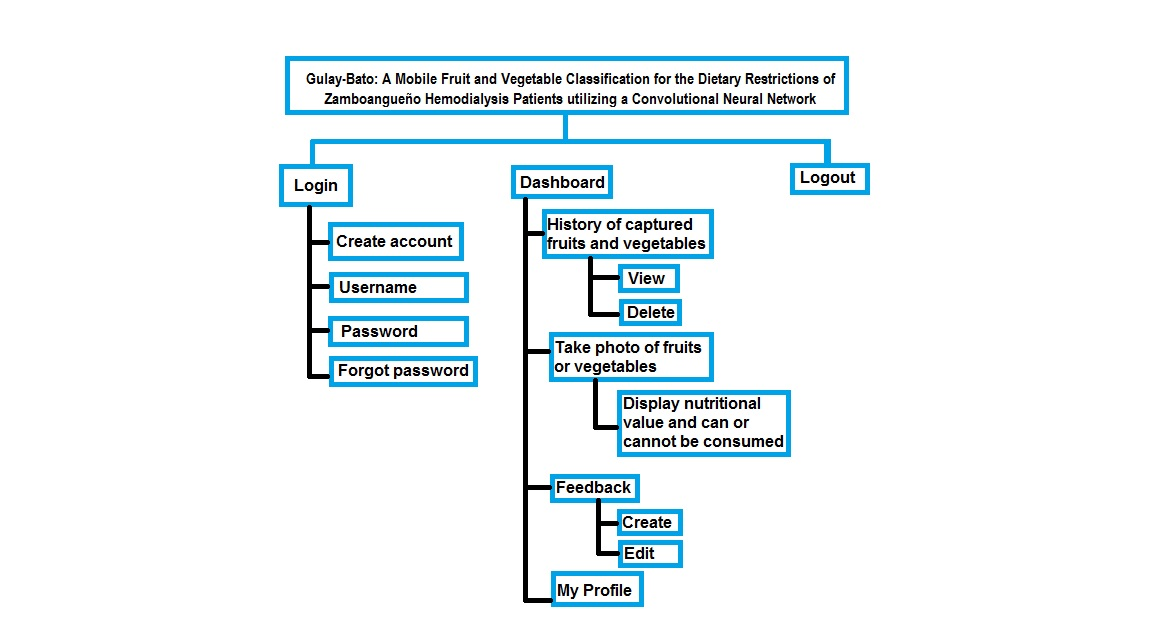 Gulay-Bato: A Mobile Fruit and Vegetable Classification for the Dietary Restrictions of
Zamboangueño Hemodialysis Patients utilizing a Convolutional Neural Network
Login
Create account
Username
Password
Forgot password
Dashboard
History of captured
fruits and vegetables
View
Delete
Take photo of fruits
or vegetables
Display nutritional
value and can or
cannot be consumed
Feedback
Create
Edit
My Profile
Logout